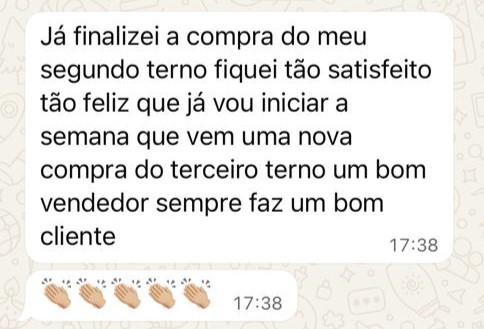 Já finalizei a compra do meu
segundo terno fiquei tão satisfeito
tão feliz que já vou iniciar a
semana que vem uma nova
compra do terceiro terno um bom
vendedor sempre faz um bom
cliente
17:38
👏🏼👏🏼👏🏼👏🏼👏🏼 17:38